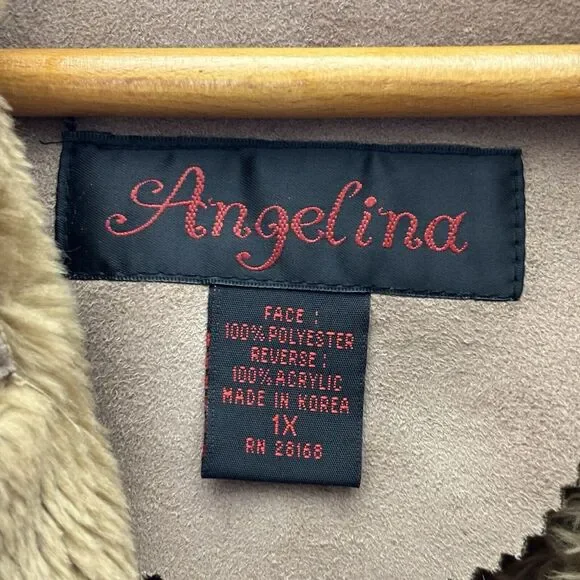 Angelina
FACE :
100% POLYESTER
REVERSE :
100% ACRYLIC
MADE IN KOREA
1X
RN 28168